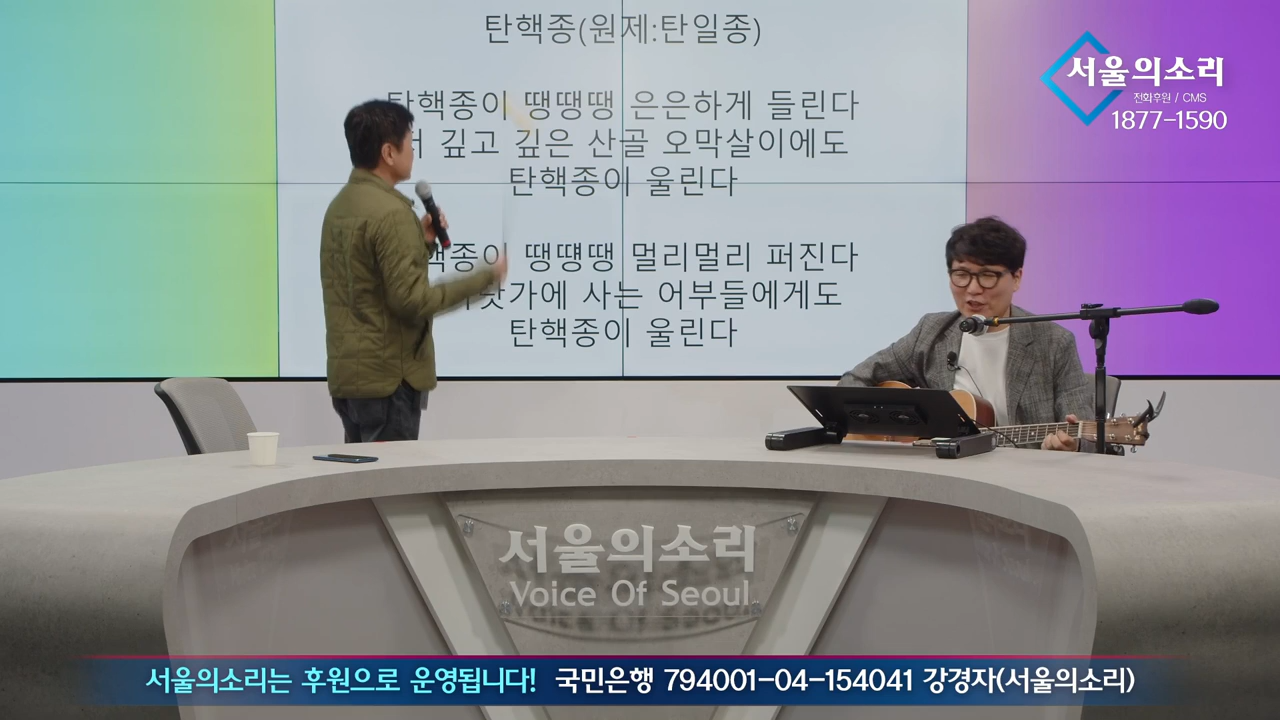 탄핵종(원제:탄일종)
탄핵종이 땡땡땡 은은하게 들린다
깊고 깊은 산골 오막살이에도
탄핵종이 울린다
핵종이 땡떙땡 멀리멀리 퍼진다
사는 어부들에게도
탄핵종이 울린다
서울의소리
전화후원 / CMS
1877-1590
서울의소리
Voice Of Seoul
서울의소리는 후원으로 운영됩니다! 국민은행 794001-04-154041 강경자(서울의소리)